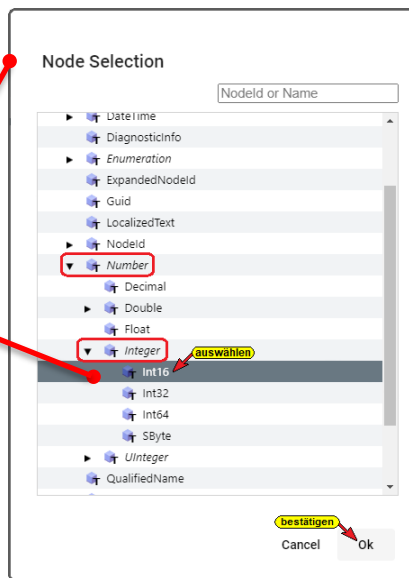 Node Selection
NodeId or Name
DateTime
DiagnosticInfo
Enumeration
ExpandedNodeId
Guid
LocalizedText
NodeId
Number
Decimal
Double
Float
Integer
auswählen
Int16
Int32
Int64
SByte
UInteger
QualifiedName
bestätigen
Cancel
Ok